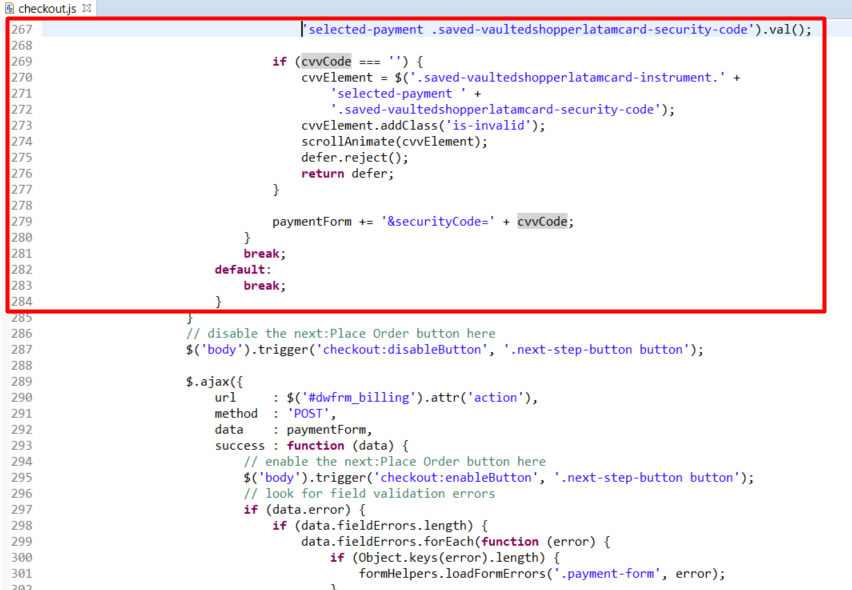 checkout.js
267 'selected-payment .saved-vaultedshopperlatamcard-security-code').val();
268
269 if (cvvCode === '') {
270 cvvElement = $('.saved-vaultedshopperlatamcard-instrument.' +
271 'selected-payment ' +
272 '.saved-vaultedshopperlatamcard-security-code');
273 cvvElement.addClass('is-invalid');
274 scrollAnimate(cvvElement);
275 defer.reject();
276 return defer;
277 }
278
279 paymentForm += '&securityCode=' + cvvCode;
280 }
281 break;
282 default:
283 break;
284 }
285 }
286 // disable the next:Place Order button here
287 $('body').trigger('checkout:disableButton', '.next-step-button button');
288
289 $.ajax({
290 url : $('#dwfrm_billing').attr('action'),
291 method : 'POST',
292 data : paymentForm,
293 success : function (data) {
294 // enable the next:Place Order button here
295 $('body').trigger('checkout:enableButton', '.next-step-button button');
296 // look for field validation errors
297 if (data.error) {
298 if (data.fieldErrors.length) {
299 data.fieldErrors.forEach(function (error) {
300 if (Object.keys(error).length) {
301 formHelpers.loadFormErrors('.payment-form', error);
302 }